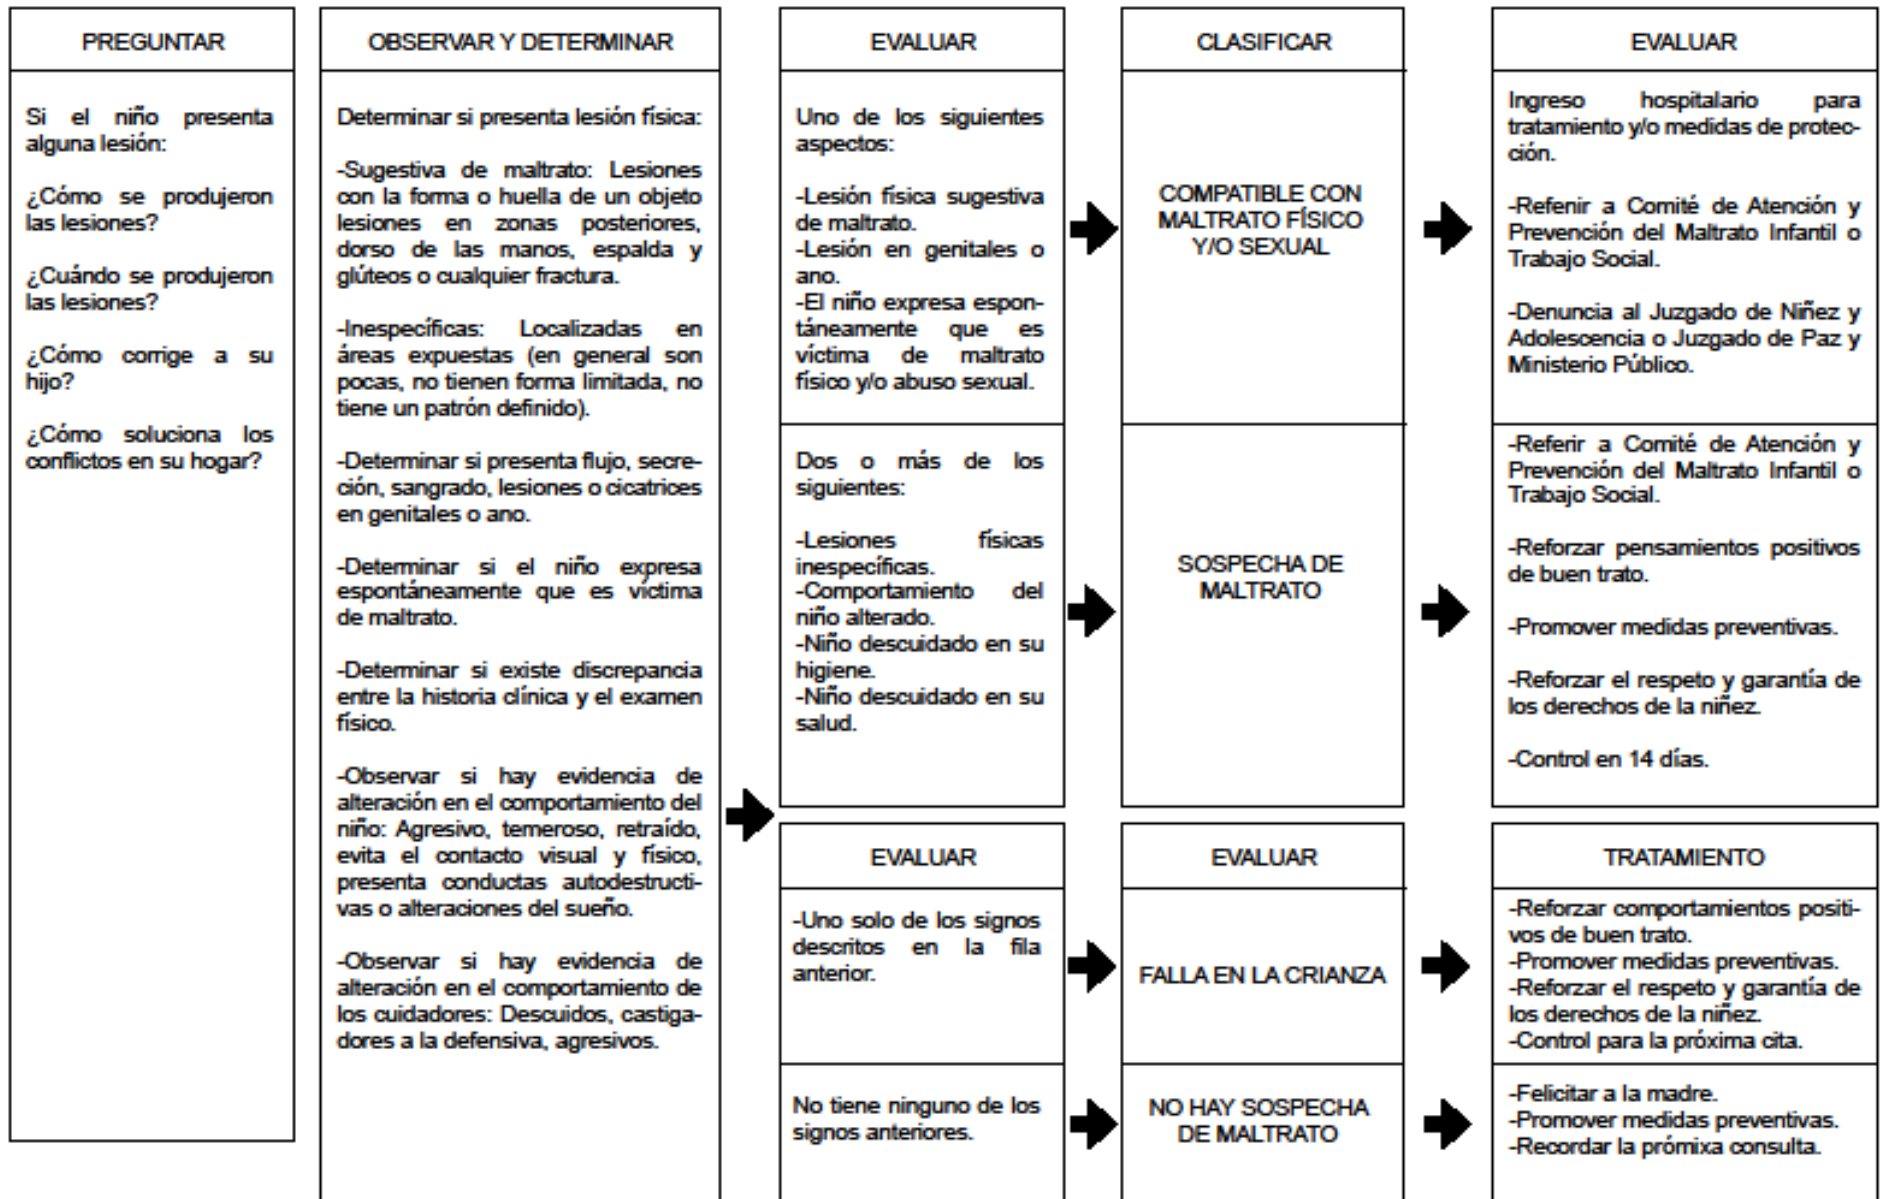 PREGUNTAR
Si el niño presenta
alguna lesión:
¿Cómo se produjeron
las lesiones?
¿Cuándo se produjeron
las lesiones?
¿Cómo corrige a su
hijo?
¿Cómo soluciona los
conflictos en su hogar?
OBSERVAR Y DETERMINAR
Determinar si presenta lesión física:
-Sugestiva de maltrato: Lesiones
con la forma o huella de un objeto
lesiones en zonas posteriores,
dorso de las manos, espalda y
glúteos o cualquier fractura.
-Inespecíficas: Localizadas en
áreas expuestas (en general son
pocas, no tienen forma limitada, no
tiene un patrón definido).
-Determinar si presenta flujo, secre-
ción, sangrado, lesiones o cicatrices
en genitales o ano.
-Determinar si el niño expresa
espontáneamente que es víctima
de maltrato.
-Determinar si existe discrepancia
entre la historia clínica y el examen
físico.
-Observar si hay evidencia de
alteración en el comportamiento del
niño: Agresivo, temeroso, retraído,
evita el contacto visual y físico,
presenta conductas autodestructi-
vas o alteraciones del sueño.
-Observar si hay evidencia de
alteración en el comportamiento de
los cuidadores: Descuidos, castiga-
dores a la defensiva, agresivos.
EVALUAR
Uno de los siguientes
aspectos:
-Lesión física sugestiva
de maltrato.
-Lesión en genitales o
ano.
-El niño expresa espon-
táneamente que es
víctima de maltrato
físico y/o abuso sexual.
CLASIFICAR
COMPATIBLE CON
MALTRATO FÍSICO
Y/O SEXUAL
EVALUAR
Ingreso hospitalario para
tratamiento y/o medidas de protec-
ción.
-Refenir a Comité de Atención y
Prevención del Maltrato Infantil o
Trabajo Social.
-Denuncia al Juzgado de Niñez y
Adolescencia o Juzgado de Paz y
Ministerio Público.
Dos o más de los
siguientes:
-Lesiones físicas
inespecíficas.
-Comportamiento del
niño alterado.
-Niño descuidado en su
higiene.
-Niño descuidado en su
salud.
SOSPECHA DE
MALTRATO
-Referir a Comité de Atención y
Prevención del Maltrato Infantil o
Trabajo Social.
-Reforzar pensamientos positivos
de buen trato.
-Promover medidas preventivas.
-Reforzar el respeto y garantía de
los derechos de la niñez.
-Control en 14 días.
EVALUAR
-Uno solo de los signos
descritos en la fila
anterior.
EVALUAR
FALLA EN LA CRIANZA
TRATAMIENTO
-Reforzar comportamientos positi-
vos de buen trato.
-Promover medidas preventivas.
-Reforzar el respeto y garantía de
los derechos de la niñez.
-Control para la próxima cita.
No tiene ninguno de los
signos anteriores.
NO HAY SOSPECHA
DE MALTRATO
-Felicitar a la madre.
-Promover medidas preventivas.
-Recordar la prómixa consulta.